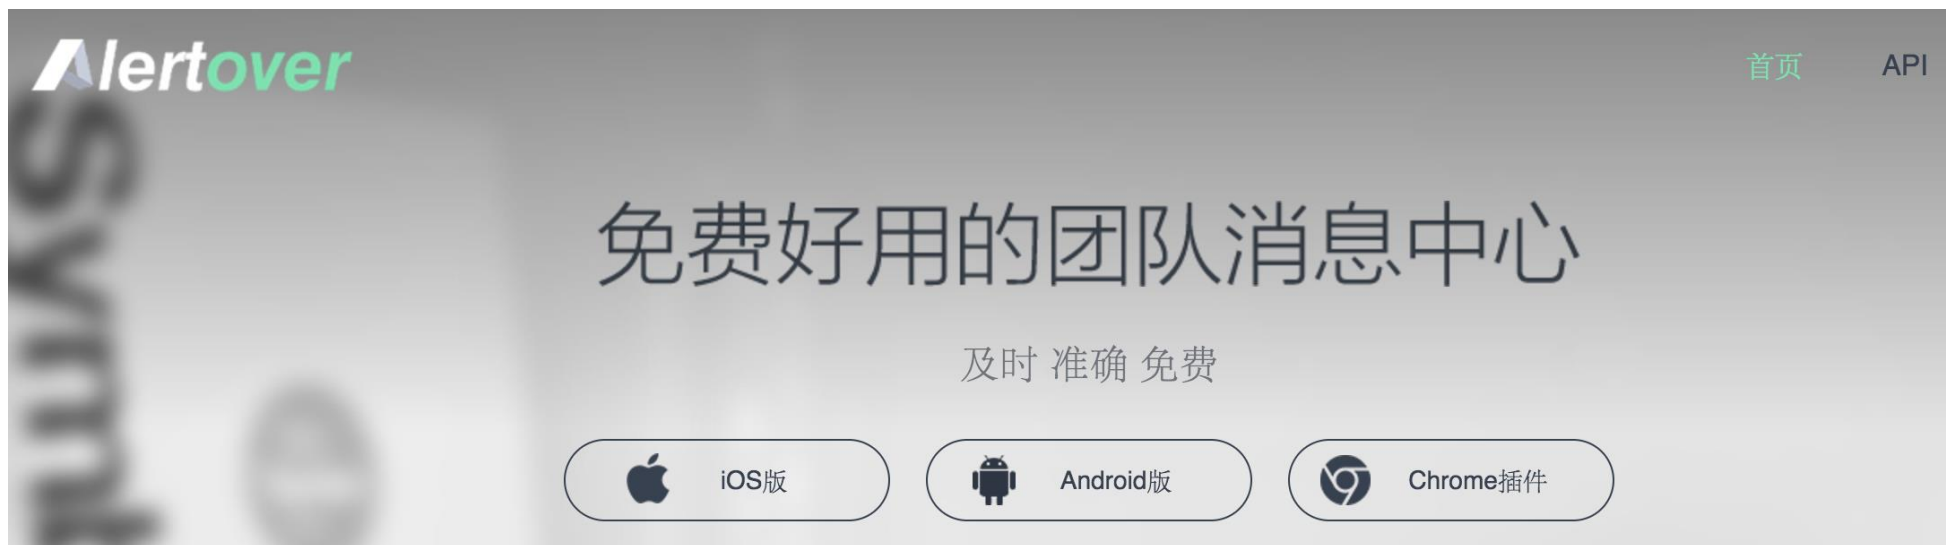 Alertover
首页 API
免费好用的团队消息中心
及时 准确 免费
iOS版 Android版 Chrome插件